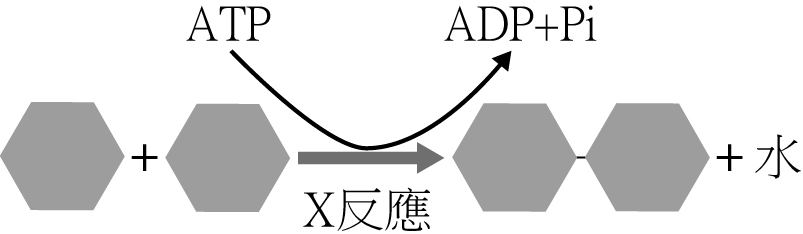 ATP ADP+Pi
+ + 水
X反應